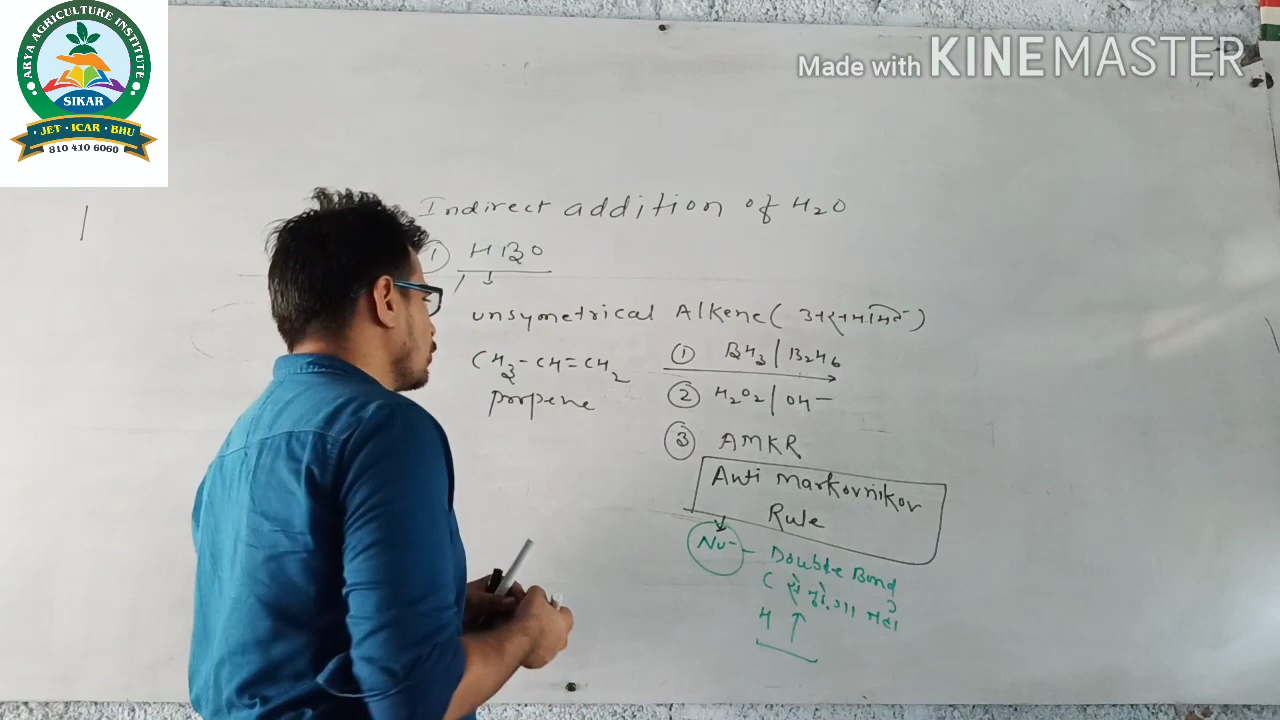 ARYA AGRICULTURE INSTITUTE
SIKAR
· JET · ICAR · BHU ·
810 410 6060
Made with KINEMASTER
Indirect addition of H2O
① HBO
unsymetrical Alkene (असममित)
CH3-CH=CH2
propene
① BH3 | B2H6
② H2O2 | OH-
③ AMKR
Anti Markovnikov
Rule
Nu- - Double Bond
C से जुड़ेगा जहाँ
H ↑